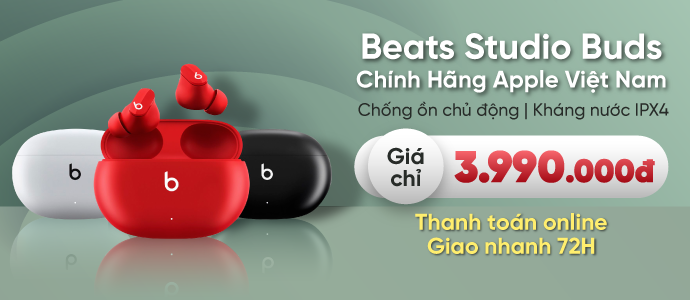 Beats Studio Buds
Chính Hãng Apple Việt Nam
Chống ồn chủ động | Kháng nước IPX4
Giá
chỉ
3.990.000đ
Thanh toán online
Giao nhanh 72H
b
b
b
b
b